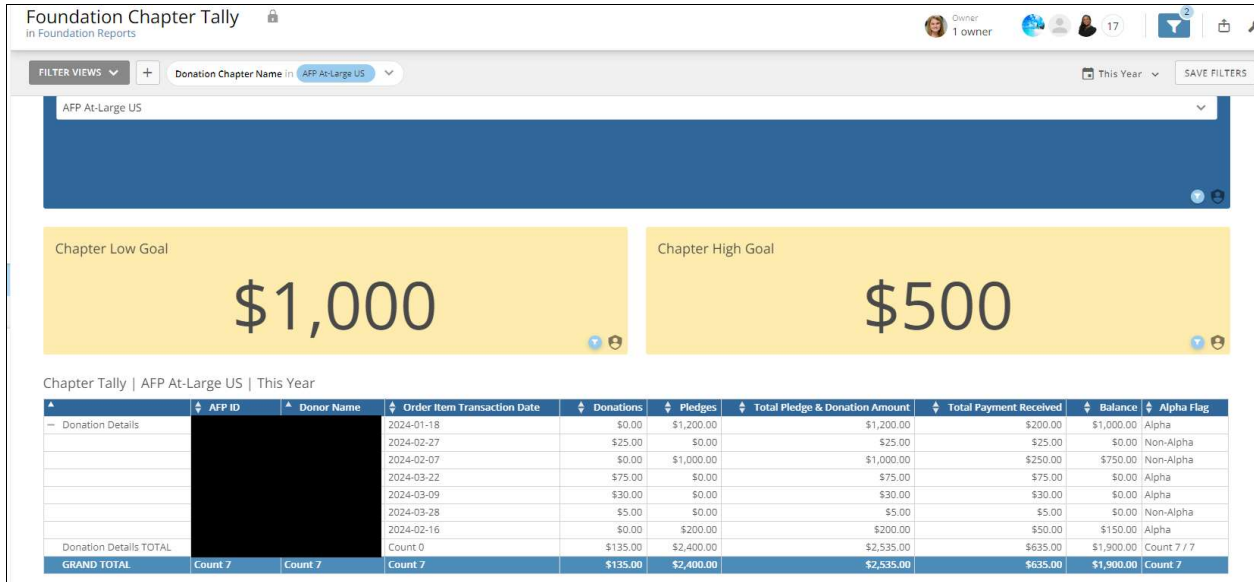 Foundation Chapter Tally
in Foundation Reports
Owner
1 owner
17
2
FILTER VIEWS
+
Donation Chapter Name in AFP At-Large US
This Year
SAVE FILTERS
AFP At-Large US
Chapter Low Goal
$1,000
Chapter High Goal
$500
Chapter Tally | AFP At-Large US | This Year
AFP ID Donor Name Order Item Transaction Date Donations Pledges Total Pledge & Donation Amount Total Payment Received Balance Alpha Flag
− Donation Details 2024-01-18 $0.00 $1,200.00 $1,200.00 $200.00 $1,000.00 Alpha
2024-02-27 $25.00 $0.00 $25.00 $25.00 $0.00 Non-Alpha
2024-02-07 $0.00 $1,000.00 $1,000.00 $250.00 $750.00 Non-Alpha
2024-03-22 $75.00 $0.00 $75.00 $75.00 $0.00 Alpha
2024-03-09 $30.00 $0.00 $30.00 $30.00 $0.00 Alpha
2024-03-28 $5.00 $0.00 $5.00 $5.00 $0.00 Non-Alpha
2024-02-16 $0.00 $200.00 $200.00 $50.00 $150.00 Alpha
Donation Details TOTAL Count 0 $135.00 $2,400.00 $2,535.00 $635.00 $1,900.00 Count 7 / 7
GRAND TOTAL Count 7 Count 7 Count 7 $135.00 $2,400.00 $2,535.00 $635.00 $1,900.00 Count 7